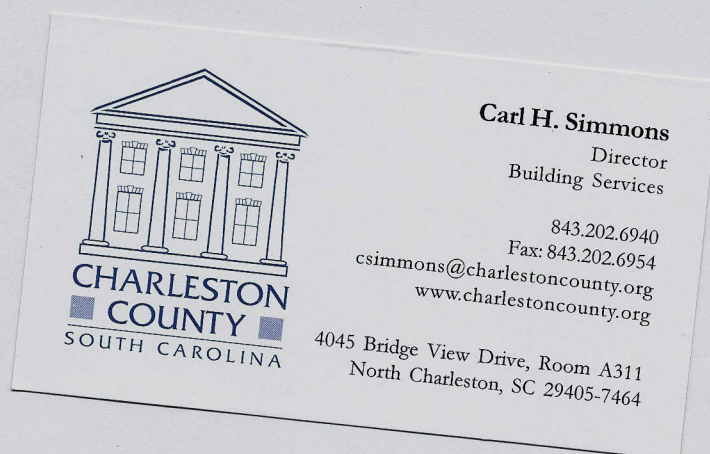 CHARLESTON
COUNTY
SOUTH CAROLINA
Carl H. Simmons
Director
Building Services
843.202.6940
Fax: 843.202.6954
csimmons@charlestoncounty.org
www.charlestoncounty.org
4045 Bridge View Drive, Room A311
North Charleston, SC 29405-7464